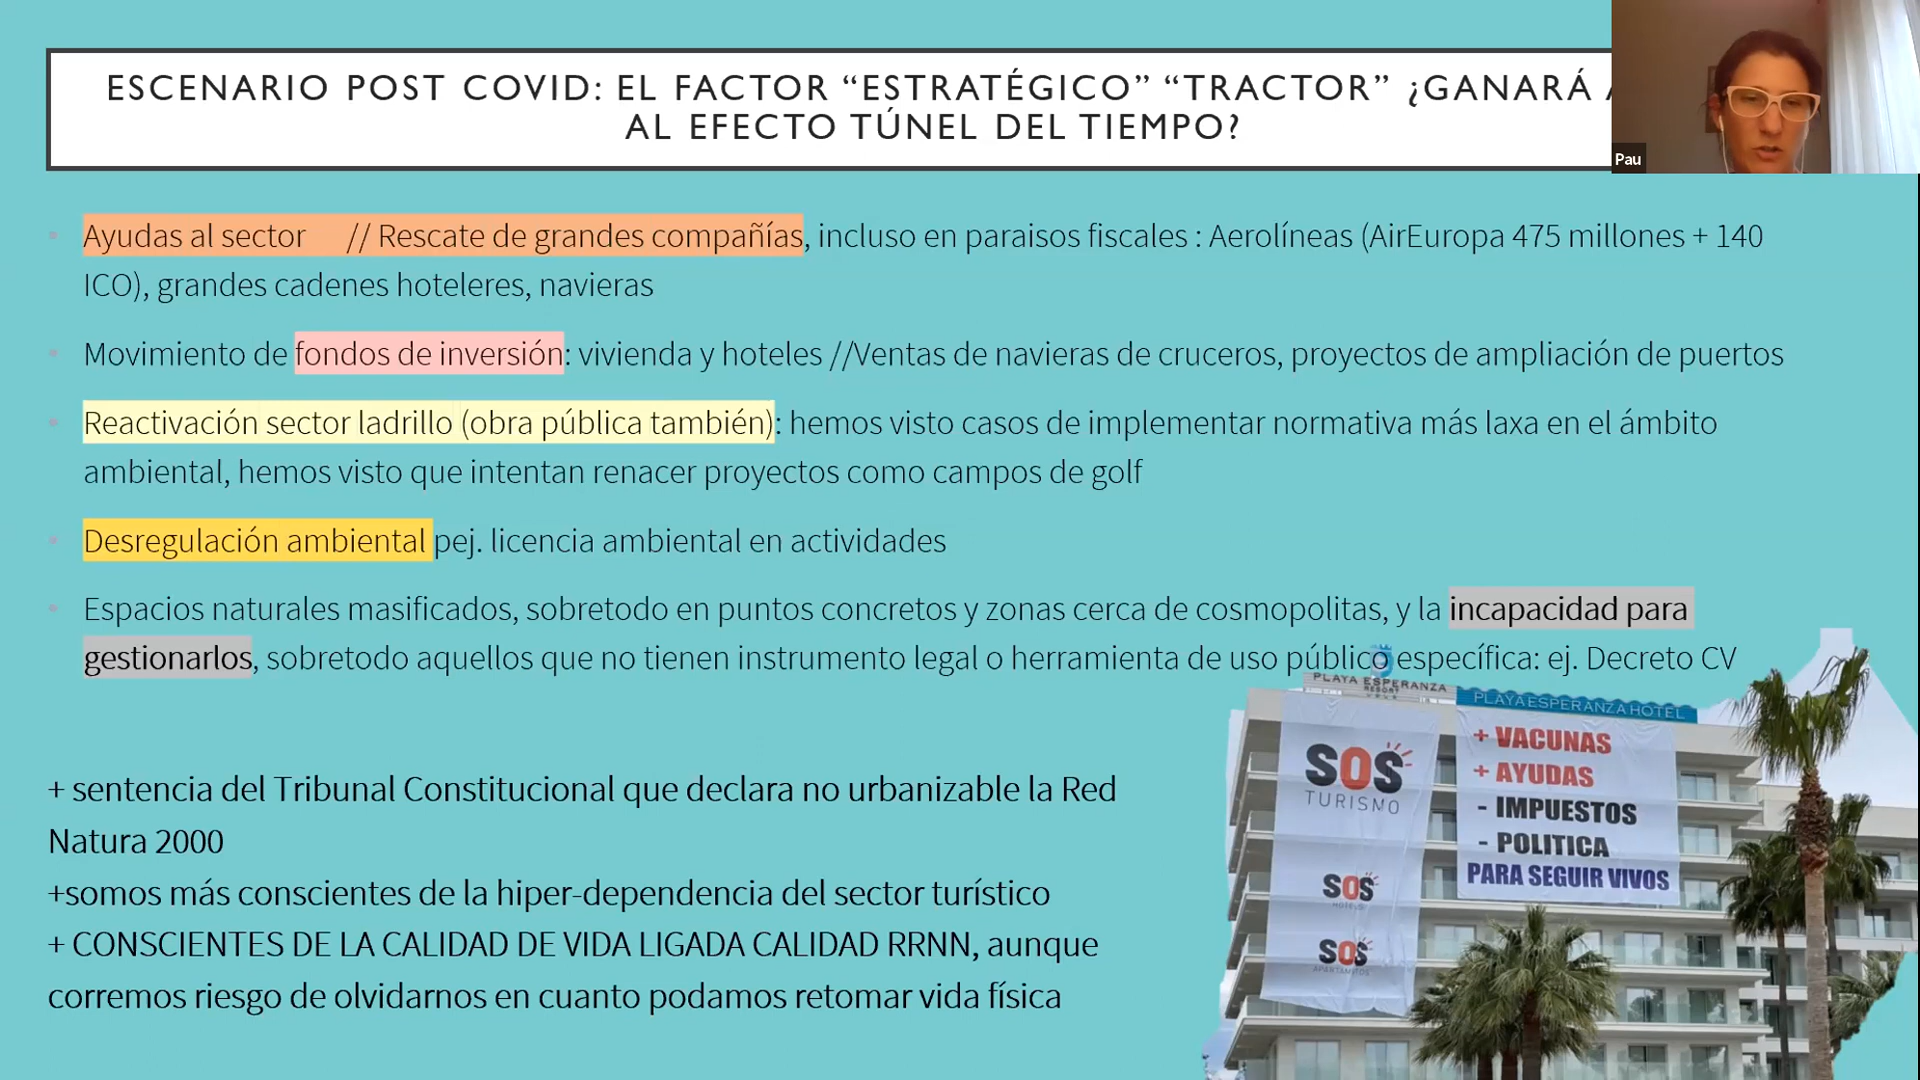 ESCENARIO POST COVID: EL FACTOR “ESTRATÉGICO” “TRACTOR” ¿GANARÁ
AL EFECTO TÚNEL DEL TIEMPO?
Pau
Ayudas al sector // Rescate de grandes compañías, incluso en paraisos fiscales : Aerolíneas (AirEuropa 475 millones + 140
ICO), grandes cadenes hoteleres, navieras
Movimiento de fondos de inversión: vivienda y hoteles //Ventas de navieras de cruceros, proyectos de ampliación de puertos
Reactivación sector ladrillo (obra pública también): hemos visto casos de implementar normativa más laxa en el ámbito
ambiental, hemos visto que intentan renacer proyectos como campos de golf
Desregulación ambiental pej. licencia ambiental en actividades
Espacios naturales masificados, sobretodo en puntos concretos y zonas cerca de cosmopolitas, y la incapacidad para
gestionarlos, sobretodo aquellos que no tienen instrumento legal o herramienta de uso público específica: ej. Decreto CV
+ sentencia del Tribunal Constitucional que declara no urbanizable la Red
Natura 2000
+somos más conscientes de la hiper-dependencia del sector turístico
+ CONSCIENTES DE LA CALIDAD DE VIDA LIGADA CALIDAD RRNN, aunque
corremos riesgo de olvidarnos en cuanto podamos retomar vida física
PLAYA ESPERANZA
RESORT
PLAYA ESPERANZA HOTEL
SOS
TURISMO
SOS
HOTELES
SOS
APARTAMENTOS
+ VACUNAS
+ AYUDAS
- IMPUESTOS
- POLITICA
PARA SEGUIR VIVOS